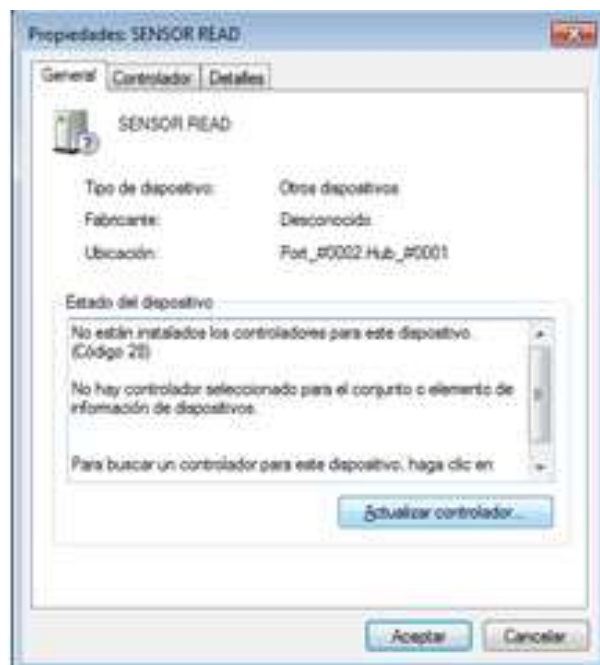 Propiedades: SENSOR READ
General Controlador Detalles
SENSOR READ
Tipo de dispositivo: Otros dispositivos
Fabricante: Desconocido
Ubicación: Port_#0002.Hub_#0001
Estado del dispositivo
No están instalados los controladores para este dispositivo.
(Código 28)
No hay controlador seleccionado para el conjunto o elemento de
información de dispositivos.
Para buscar un controlador para este dispositivo, haga clic en
Actualizar controlador...
Aceptar Cancelar